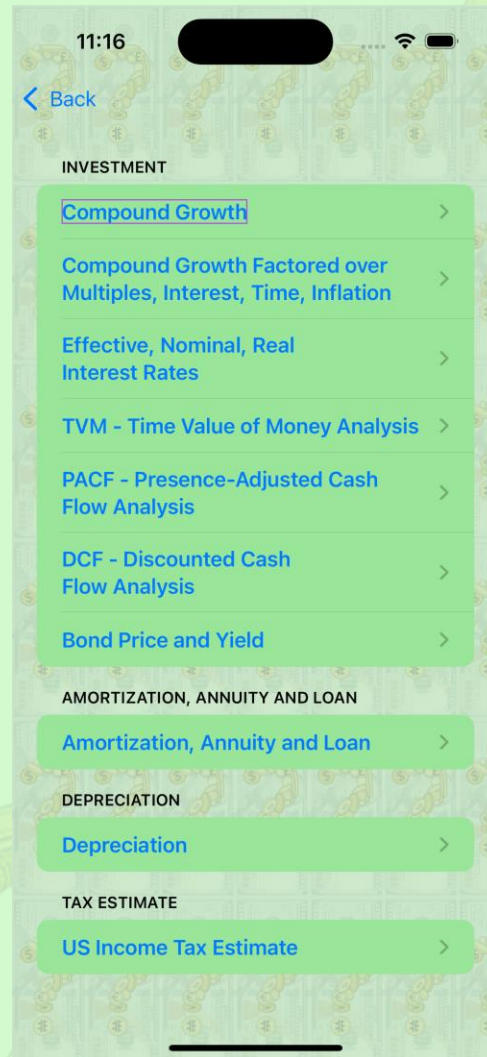 11:16
Back
INVESTMENT
Compound Growth
Compound Growth Factored over
Multiples, Interest, Time, Inflation
Effective, Nominal, Real
Interest Rates
TVM - Time Value of Money Analysis
PACF - Presence-Adjusted Cash
Flow Analysis
DCF - Discounted Cash
Flow Analysis
Bond Price and Yield
AMORTIZATION, ANNUITY AND LOAN
Amortization, Annuity and Loan
DEPRECIATION
Depreciation
TAX ESTIMATE
US Income Tax Estimate